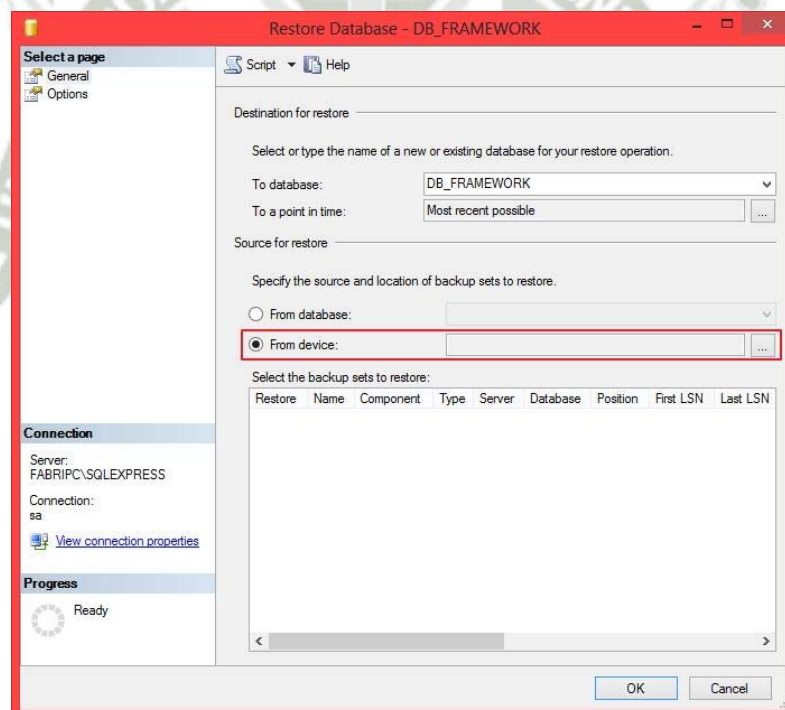 Restore Database - DB_FRAMEWORK
Select a page
General
Options
Script Help
Destination for restore
Select or type the name of a new or existing database for your restore operation.
To database: DB_FRAMEWORK
To a point in time: Most recent possible ...
Source for restore
Specify the source and location of backup sets to restore.
From database:
From device: ...
Select the backup sets to restore:
Restore Name Component Type Server Database Position First LSN Last LSN
Connection
Server:
FABRIPC\SQLEXPRESS
Connection:
sa
View connection properties
Progress
Ready
OK Cancel